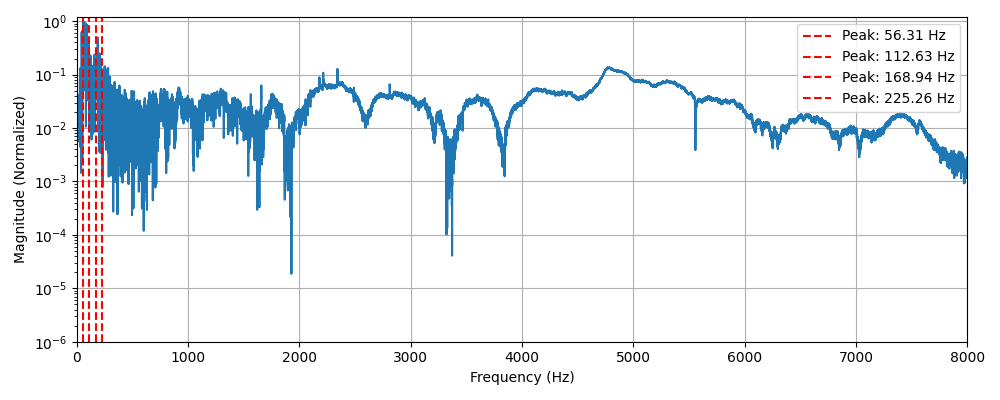 10⁰
10⁻¹
10⁻²
10⁻³
10⁻⁴
10⁻⁵
10⁻⁶
Magnitude (Normalized)
Peak: 56.31 Hz
Peak: 112.63 Hz
Peak: 168.94 Hz
Peak: 225.26 Hz
0 1000 2000 3000 4000 5000 6000 7000 8000
Frequency (Hz)